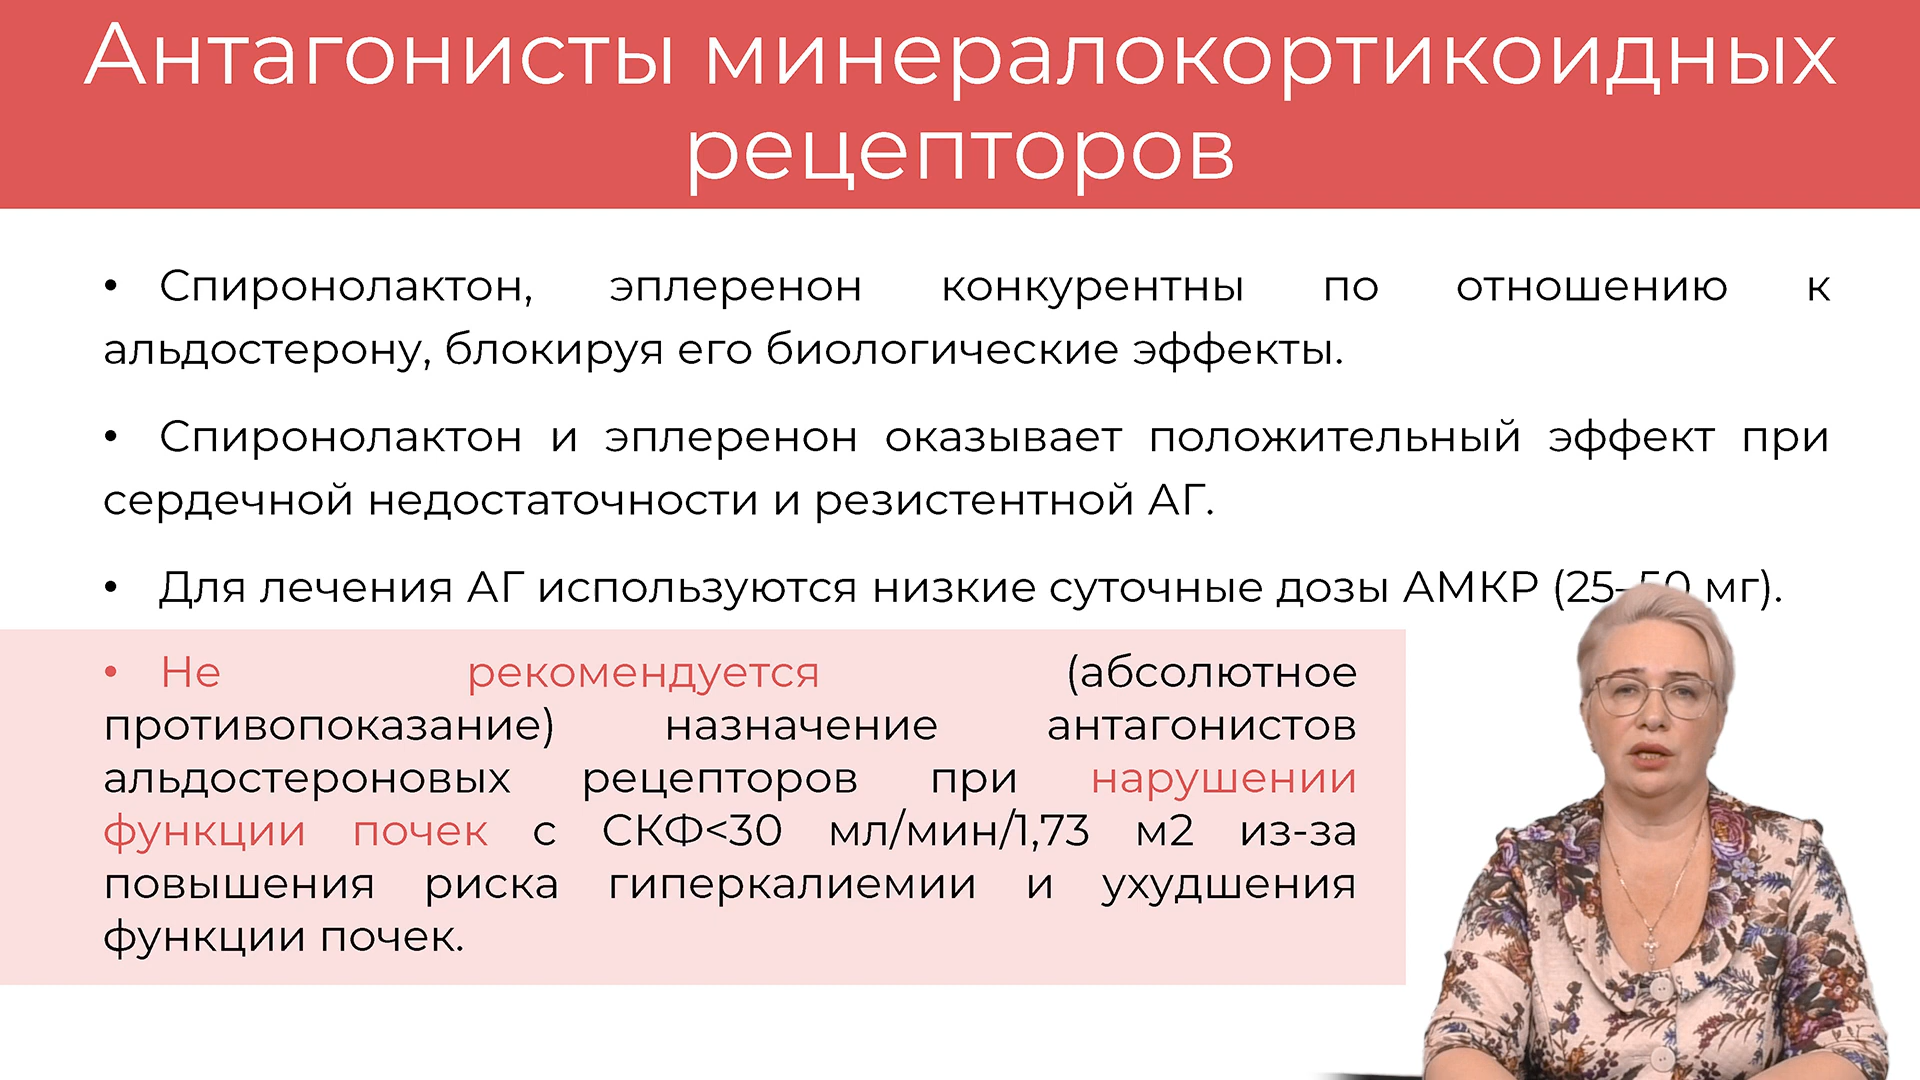 Антагонисты минералокортикоидных
рецепторов
• Спиронолактон, эплеренон конкурентны по отношению к
альдостерону, блокируя его биологические эффекты.
• Спиронолактон и эплеренон оказывает положительный эффект при
сердечной недостаточности и резистентной АГ.
• Для лечения АГ используются низкие суточные дозы АМКР (25–50 мг).
• Не рекомендуется (абсолютное
противопоказание) назначение антагонистов
альдостероновых рецепторов при нарушении
функции почек с СКФ<30 мл/мин/1,73 м2 из-за
повышения риска гиперкалиемии и ухудшения
функции почек.